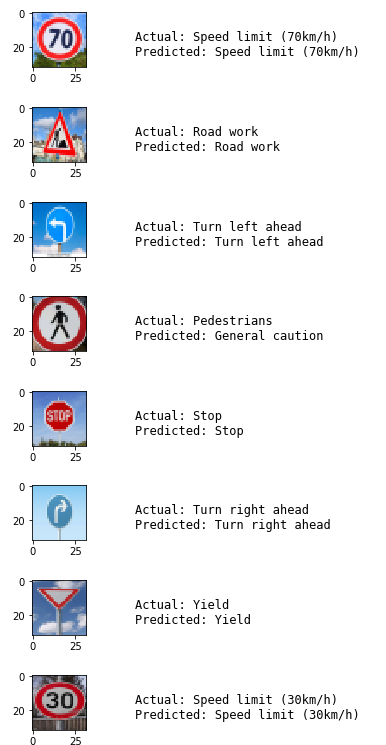 0
20
0 25
70
Actual: Speed limit (70km/h)
Predicted: Speed limit (70km/h)
0
20
0 25
Actual: Road work
Predicted: Road work
0
20
0 25
Actual: Turn left ahead
Predicted: Turn left ahead
0
20
0 25
Actual: Pedestrians
Predicted: General caution
0
20
0 25
STOP
Actual: Stop
Predicted: Stop
0
20
0 25
Actual: Turn right ahead
Predicted: Turn right ahead
0
20
0 25
Actual: Yield
Predicted: Yield
0
20
0 25
30
Actual: Speed limit (30km/h)
Predicted: Speed limit (30km/h)